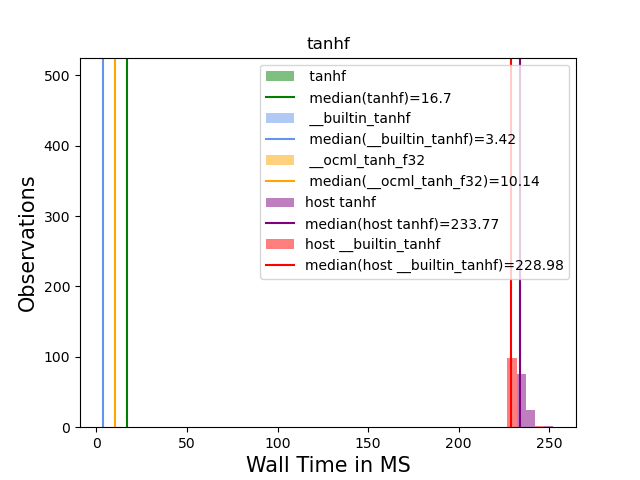 tanhf
500
400
300
200
100
0
Observations
tanhf
median(tanhf)=16.7
__builtin_tanhf
median(__builtin_tanhf)=3.42
__ocml_tanh_f32
median(__ocml_tanh_f32)=10.14
host tanhf
median(host tanhf)=233.77
host __builtin_tanhf
median(host __builtin_tanhf)=228.98
0 50 100 150 200 250
Wall Time in MS